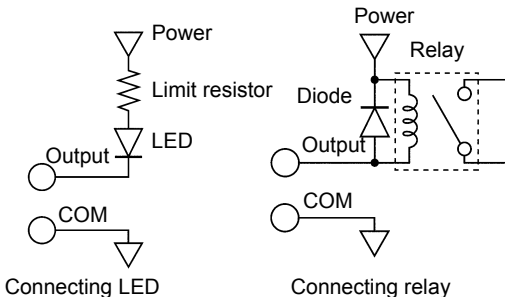 Power
Limit resistor
LED
Output
COM
Connecting LED
Power
Relay
Diode
Output
COM
Connecting relay